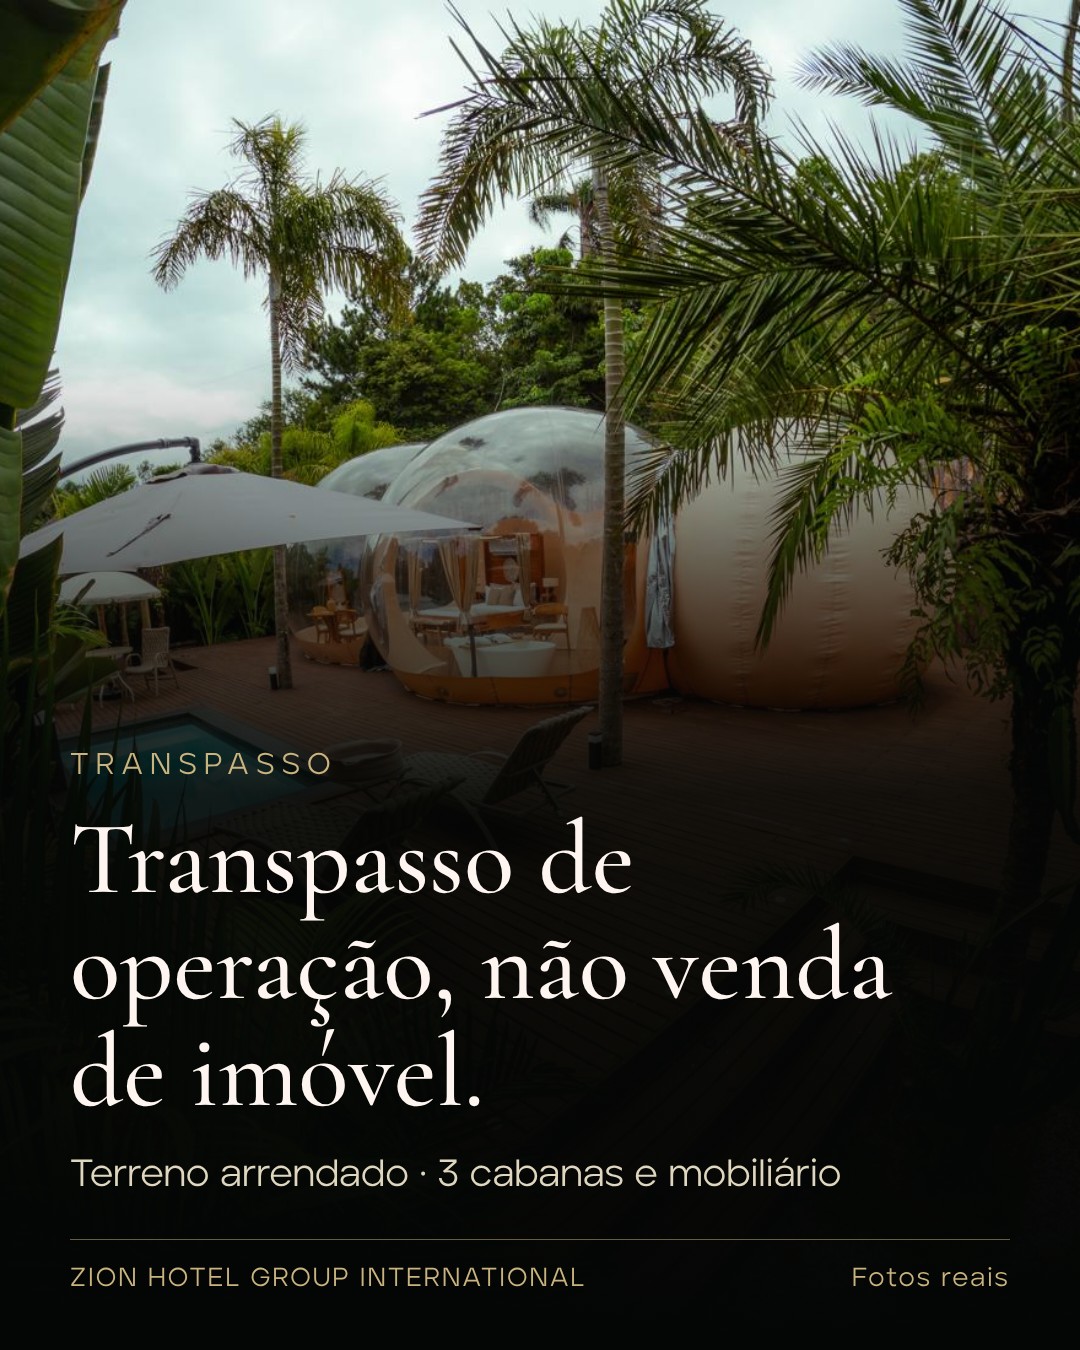 TRANSPASSO
Transpasso de
operação, não venda
de imóvel.
Terreno arrendado · 3 cabanas e mobiliário
ZION HOTEL GROUP INTERNATIONAL
Fotos reais